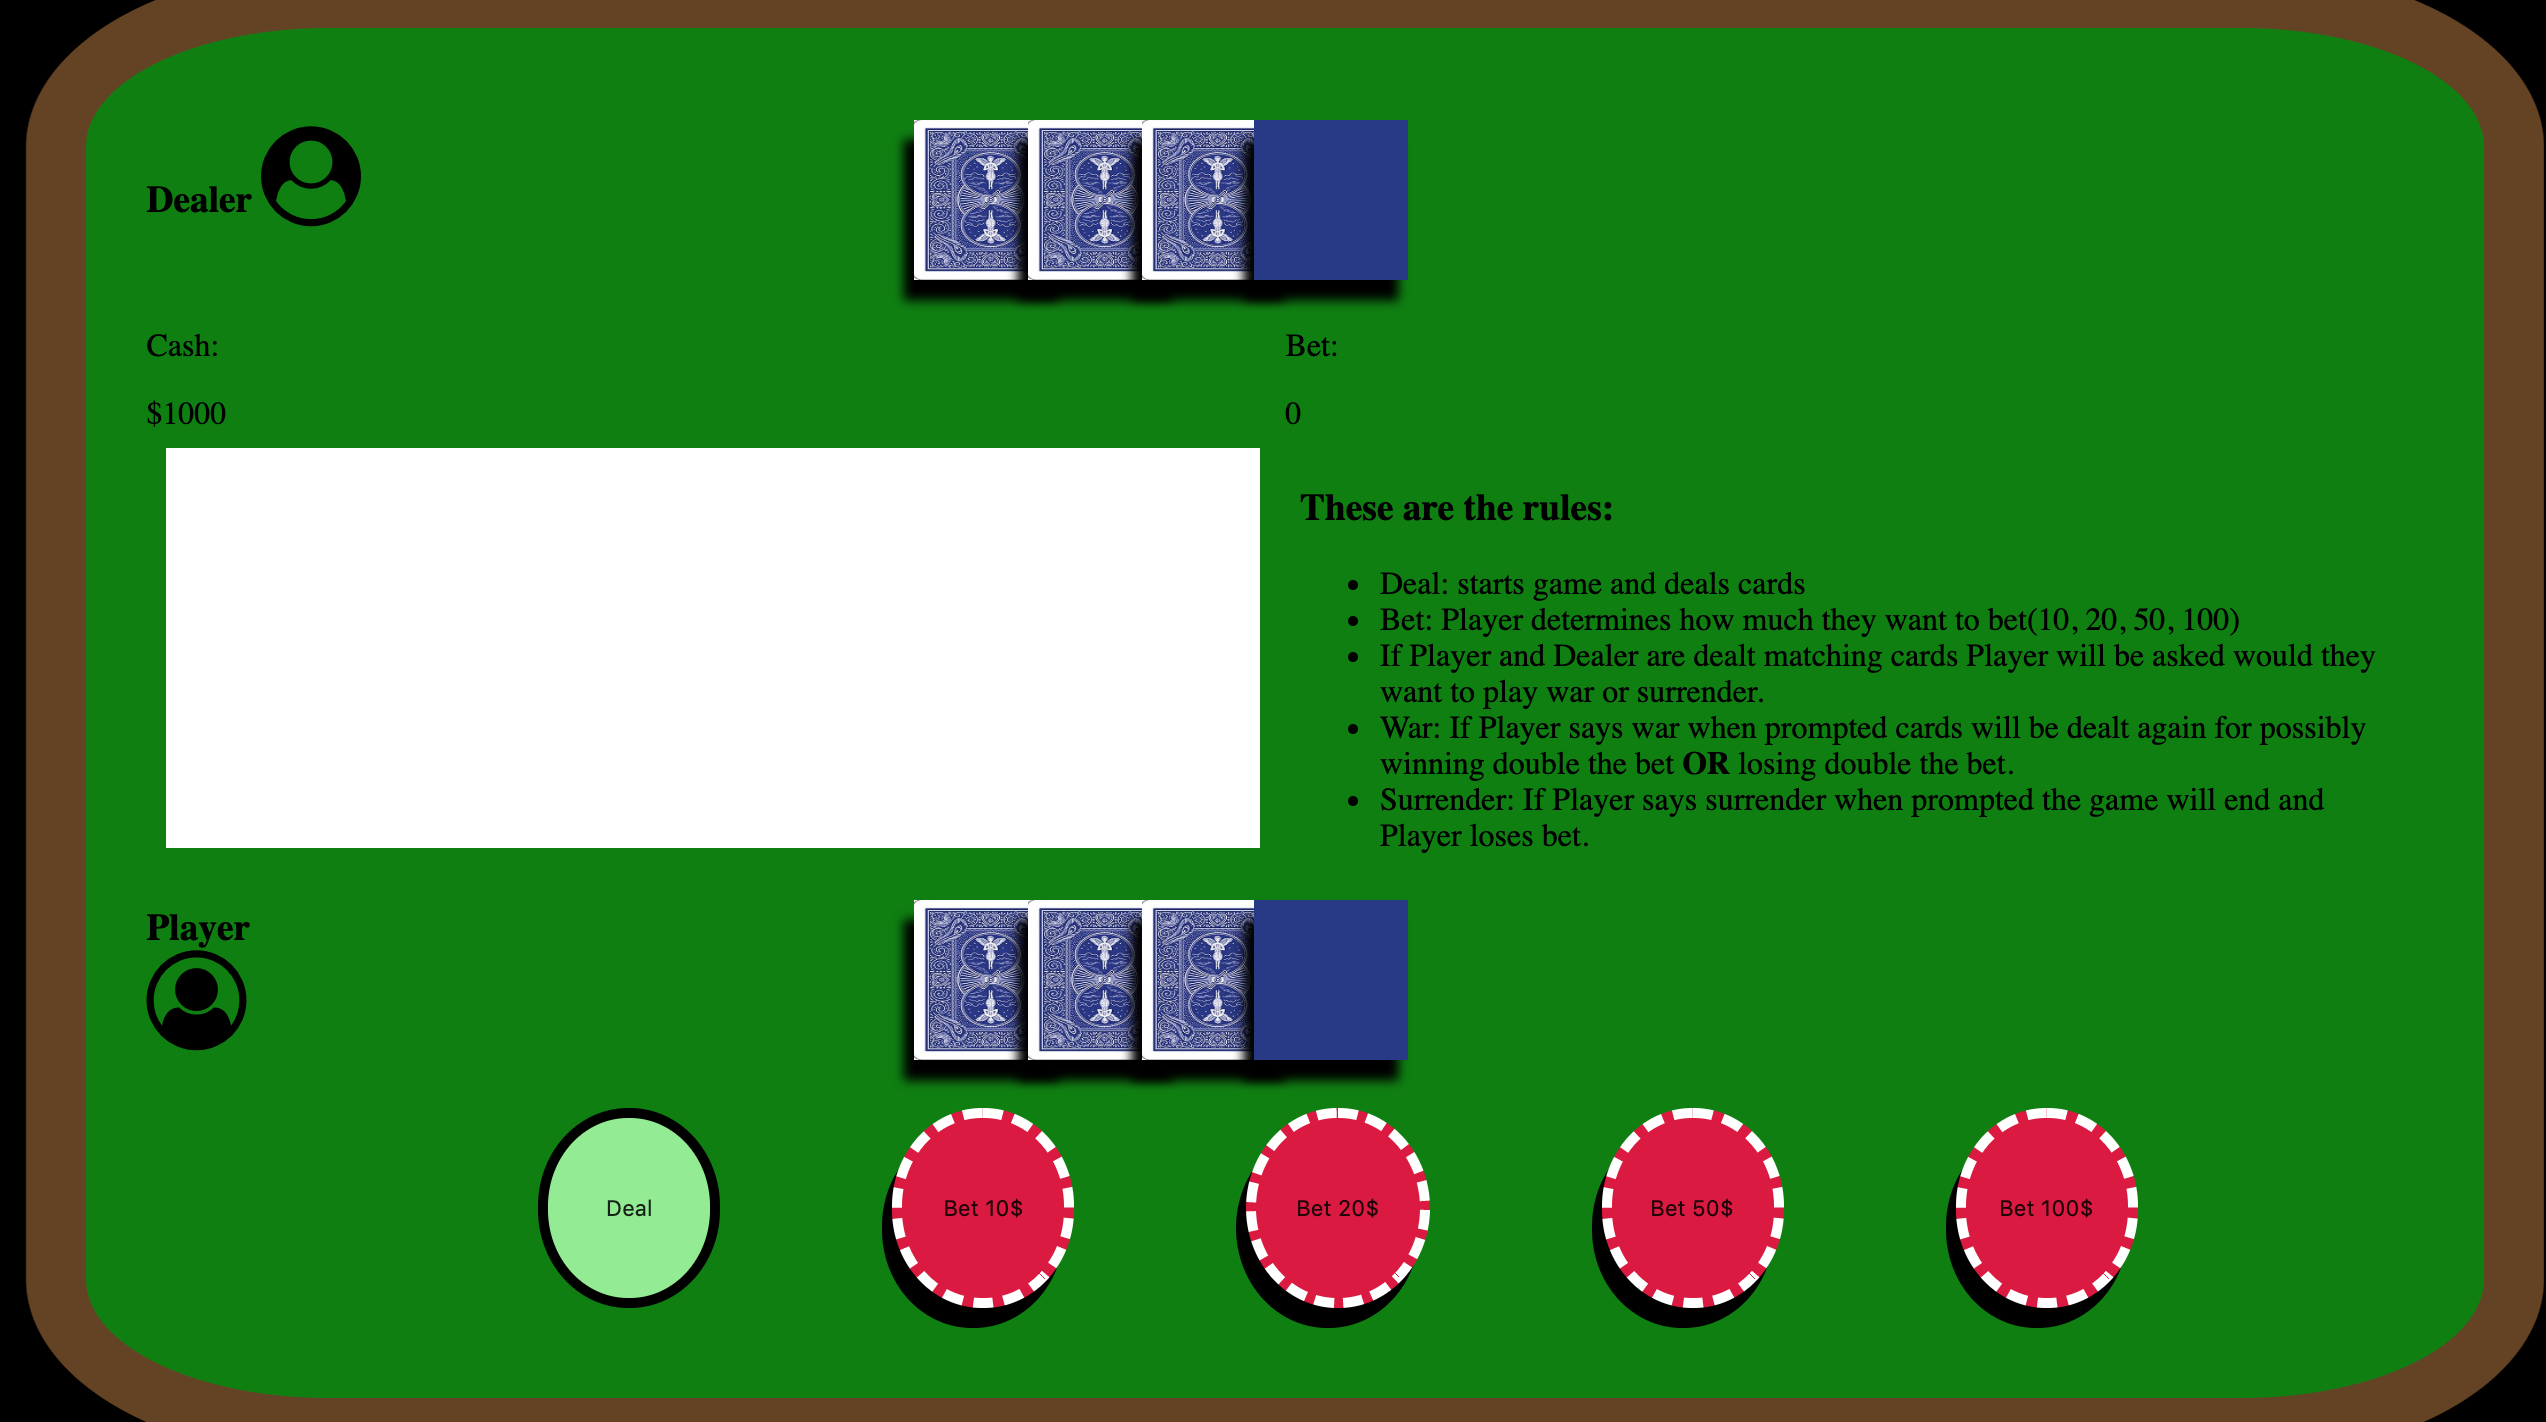 Dealer
Cash:
Bet:
$1000
0
These are the rules:
• Deal: starts game and deals cards
• Bet: Player determines how much they want to bet(10, 20, 50, 100)
• If Player and Dealer are dealt matching cards Player will be asked would they
want to play war or surrender.
• War: If Player says war when prompted cards will be dealt again for possibly
winning double the bet OR losing double the bet.
• Surrender: If Player says surrender when prompted the game will end and
Player loses bet.
Player
Deal
Bet 10$
Bet 20$
Bet 50$
Bet 100$